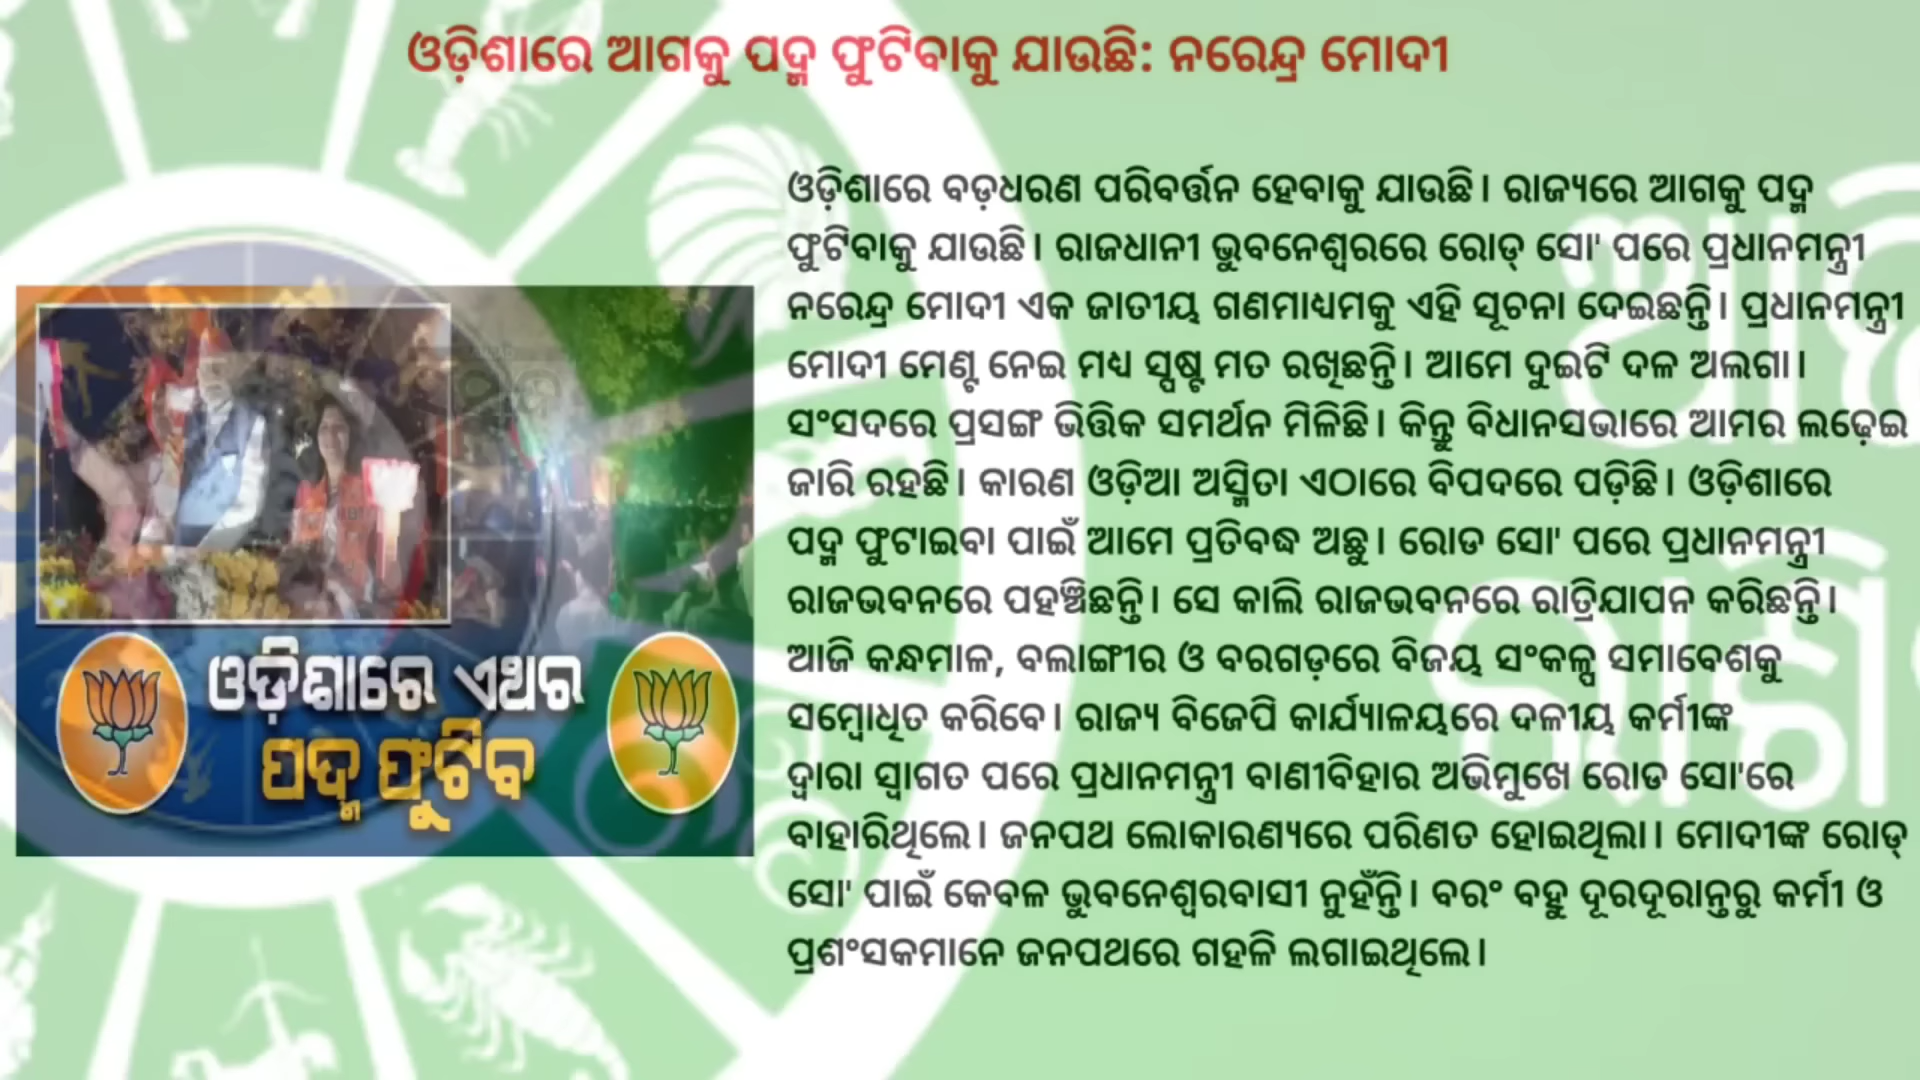 ଓଡ଼ିଶାରେ ଆଗକୁ ପଦ୍ମ ଫୁଟିବାକୁ ଯାଉଛି: ନରେନ୍ଦ୍ର ମୋଦୀ
ଓଡ଼ିଶାରେ ଏଥର
ପଦ୍ମ ଫୁଟିବ
ଓଡ଼ିଶାରେ ବଡ଼ଧରଣ ପରିବର୍ତ୍ତନ ହେବାକୁ ଯାଉଛି। ରାଜ୍ୟରେ ଆଗକୁ ପଦ୍ମ
ଫୁଟିବାକୁ ଯାଉଛି। ରାଜଧାନୀ ଭୁବନେଶ୍ୱରରେ ରୋଡ୍ ସୋ' ପରେ ପ୍ରଧାନମନ୍ତ୍ରୀ
ନରେନ୍ଦ୍ର ମୋଦୀ ଏକ ଜାତୀୟ ଗଣମାଧ୍ୟମକୁ ଏହି ସୂଚନା ଦେଇଛନ୍ତି। ପ୍ରଧାନମନ୍ତ୍ରୀ
ମୋଦୀ ମେଣ୍ଟ ନେଇ ମଧ୍ୟ ସ୍ପଷ୍ଟ ମତ ରଖିଛନ୍ତି। ଆମେ ଦୁଇଟି ଦଳ ଅଲଗା।
ସଂସଦରେ ପ୍ରସଙ୍ଗ ଭିତ୍ତିକ ସମର୍ଥନ ମିଳିଛି। କିନ୍ତୁ ବିଧାନସଭାରେ ଆମର ଲଢ଼େଇ
ଜାରି ରହଛି। କାରଣ ଓଡ଼ିଆ ଅସ୍ମିତା ଏଠାରେ ବିପଦରେ ପଡ଼ିଛି। ଓଡ଼ିଶାରେ
ପଦ୍ମ ଫୁଟାଇବା ପାଇଁ ଆମେ ପ୍ରତିବଦ୍ଧ ଅଛୁ। ରୋଡ ସୋ' ପରେ ପ୍ରଧାନମନ୍ତ୍ରୀ
ରାଜଭବନରେ ପହଞ୍ଚିଛନ୍ତି। ସେ କାଲି ରାଜଭବନରେ ରାତ୍ରିଯାପନ କରିଛନ୍ତି।
ଆଜି କନ୍ଧମାଳ, ବଲାଙ୍ଗୀର ଓ ବରଗଡ଼ରେ ବିଜୟ ସଂକଳ୍ପ ସମାବେଶକୁ
ସମ୍ବୋଧିତ କରିବେ। ରାଜ୍ୟ ବିଜେପି କାର୍ଯ୍ୟାଳୟରେ ଦଳୀୟ କର୍ମୀଙ୍କ
ଦ୍ୱାରା ସ୍ୱାଗତ ପରେ ପ୍ରଧାନମନ୍ତ୍ରୀ ବାଣୀବିହାର ଅଭିମୁଖେ ରୋଡ ସୋ'ରେ
ବାହାରିଥିଲେ। ଜନପଥ ଲୋକାରଣ୍ୟରେ ପରିଣତ ହୋଇଥିଲା। ମୋଦୀଙ୍କ ରୋଡ୍
ସୋ' ପାଇଁ କେବଳ ଭୁବନେଶ୍ୱରବାସୀ ନୁହଁନ୍ତି। ବରଂ ବହୁ ଦୂରଦୂରାନ୍ତରୁ କର୍ମୀ ଓ
ପ୍ରଶଂସକମାନେ ଜନପଥରେ ଗହଳି ଲଗାଇଥିଲେ।